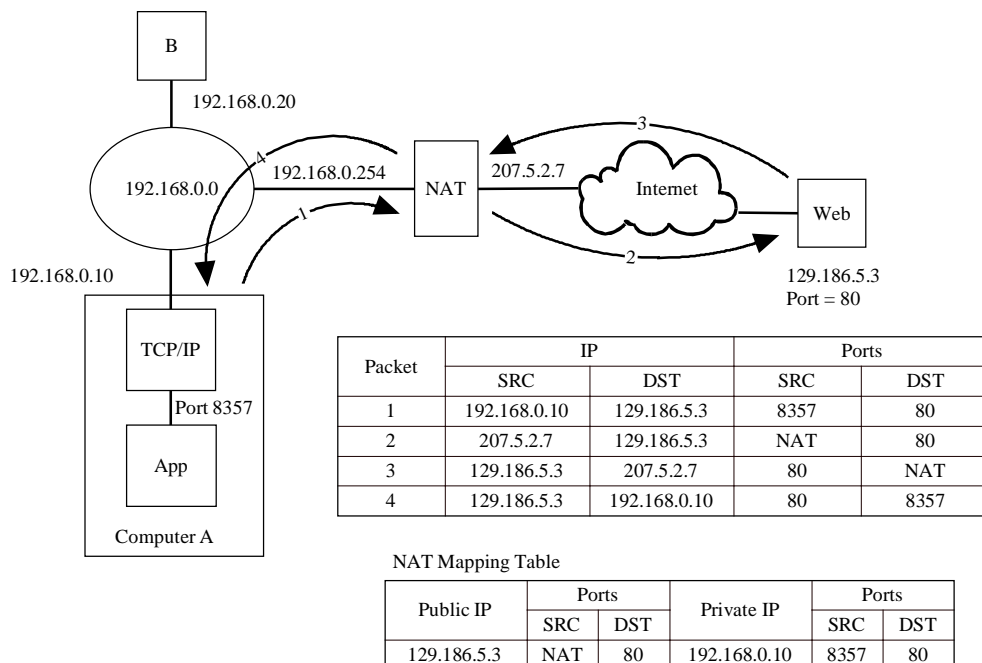 B
192.168.0.20
3
4
192.168.0.254
207.5.2.7
192.168.0.0
NAT
Internet
Web
1
2
192.168.0.10
129.186.5.3
Port = 80
TCP/IP
Port 8357
App
Computer A
Packet IP Ports
SRC DST SRC DST
1 192.168.0.10 129.186.5.3 8357 80
2 207.5.2.7 129.186.5.3 NAT 80
3 129.186.5.3 207.5.2.7 80 NAT
4 129.186.5.3 192.168.0.10 80 8357
NAT Mapping Table
Public IP Ports Private IP Ports
SRC DST SRC DST
129.186.5.3 NAT 80 192.168.0.10 8357 80